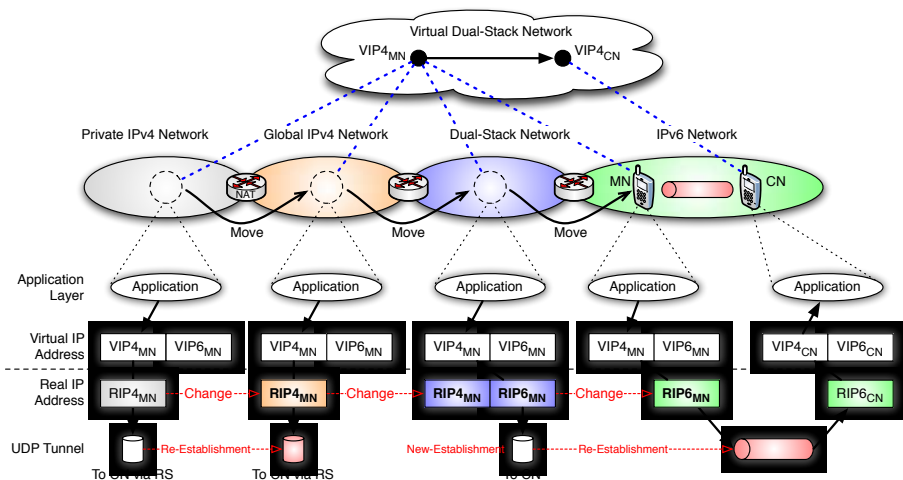 Virtual Dual-Stack Network
VIP4MN
VIP4CN
Private IPv4 Network
Global IPv4 Network
Dual-Stack Network
IPv6 Network
NAT
MN
CN
Move
Move
Move
Application Layer
Application
Application
Application
Application
Application
Virtual IP Address
VIP4MN VIP6MN
VIP4MN VIP6MN
VIP4MN VIP6MN
VIP4MN VIP6MN
VIP4CN VIP6CN
Real IP Address
RIP4MN
Change
RIP4MN
Change
RIP4MN RIP6MN
Change
RIP6MN
RIP6CN
UDP Tunnel
Re-Establishment
New-Establishment
Re-Establishment
To CN via RS
To CN via RS
To CN